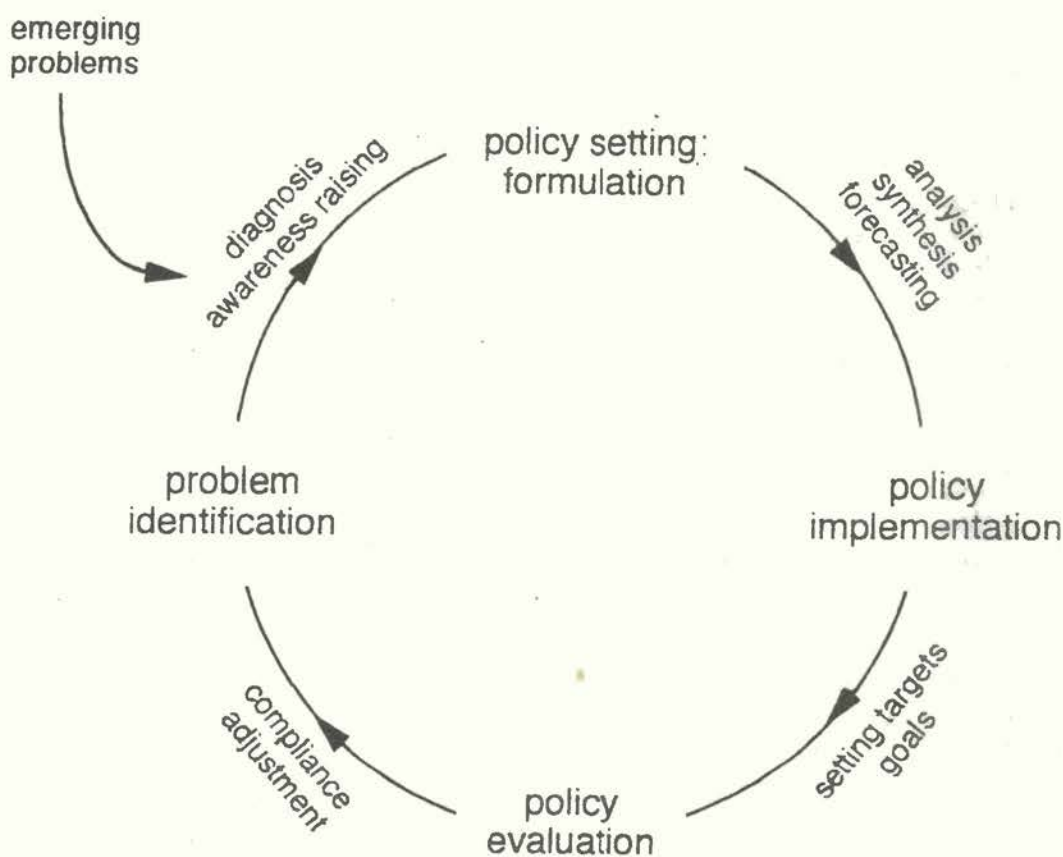 emerging
problems
diagnosis
awareness raising
policy setting:
formulation
analysis
synthesis
forecasting
problem
identification
policy
implementation
compliance
adjustment
setting targets
goals
policy
evaluation